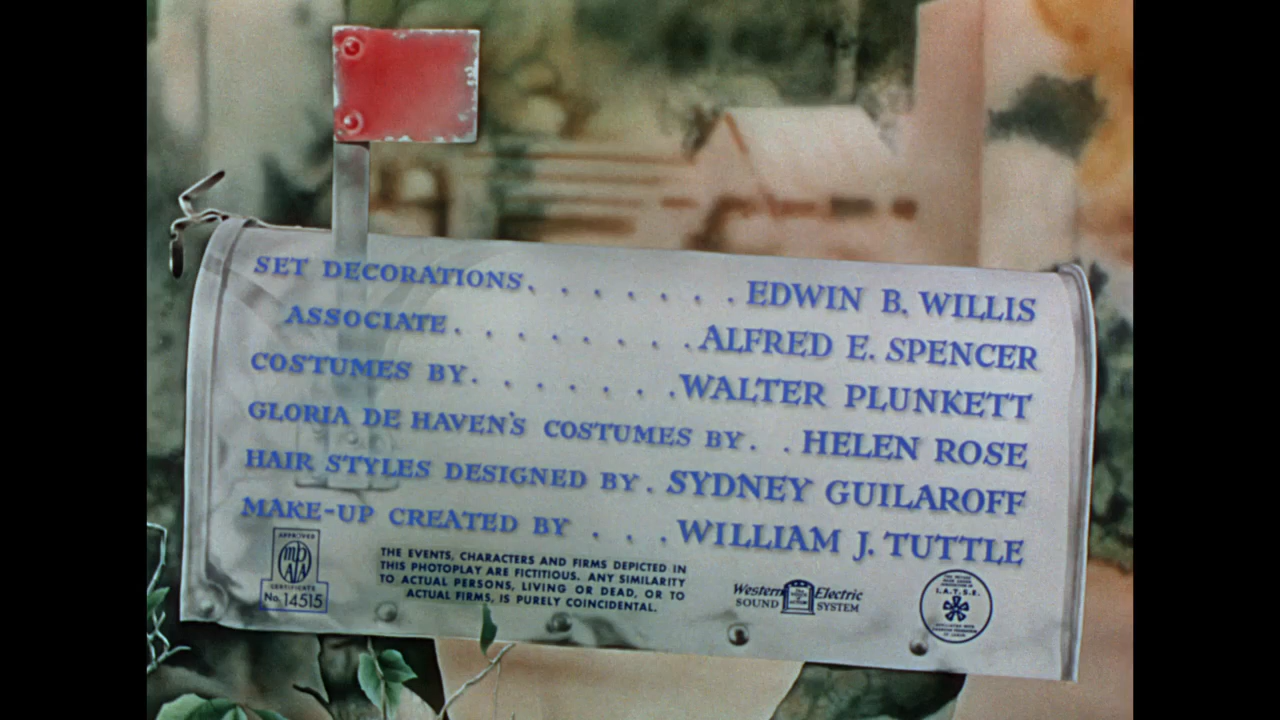 SET DECORATIONS. . . . . . . EDWIN B. WILLIS
ASSOCIATE. . . . . . . . ALFRED E. SPENCER
COSTUMES BY. . . . . . . WALTER PLUNKETT
GLORIA DE HAVEN'S COSTUMES BY. . HELEN ROSE
HAIR STYLES DESIGNED BY. SYDNEY GUILAROFF
MAKE-UP CREATED BY . . . WILLIAM J. TUTTLE
APPROVED
MPAA
CERTIFICATE
No. 14515
THE EVENTS, CHARACTERS AND FIRMS DEPICTED IN
THIS PHOTOPLAY ARE FICTITIOUS. ANY SIMILARITY
TO ACTUAL PERSONS, LIVING OR DEAD, OR TO
ACTUAL FIRMS, IS PURELY COINCIDENTAL.
Western Electric
SOUND SYSTEM
I.A.T.S.E.